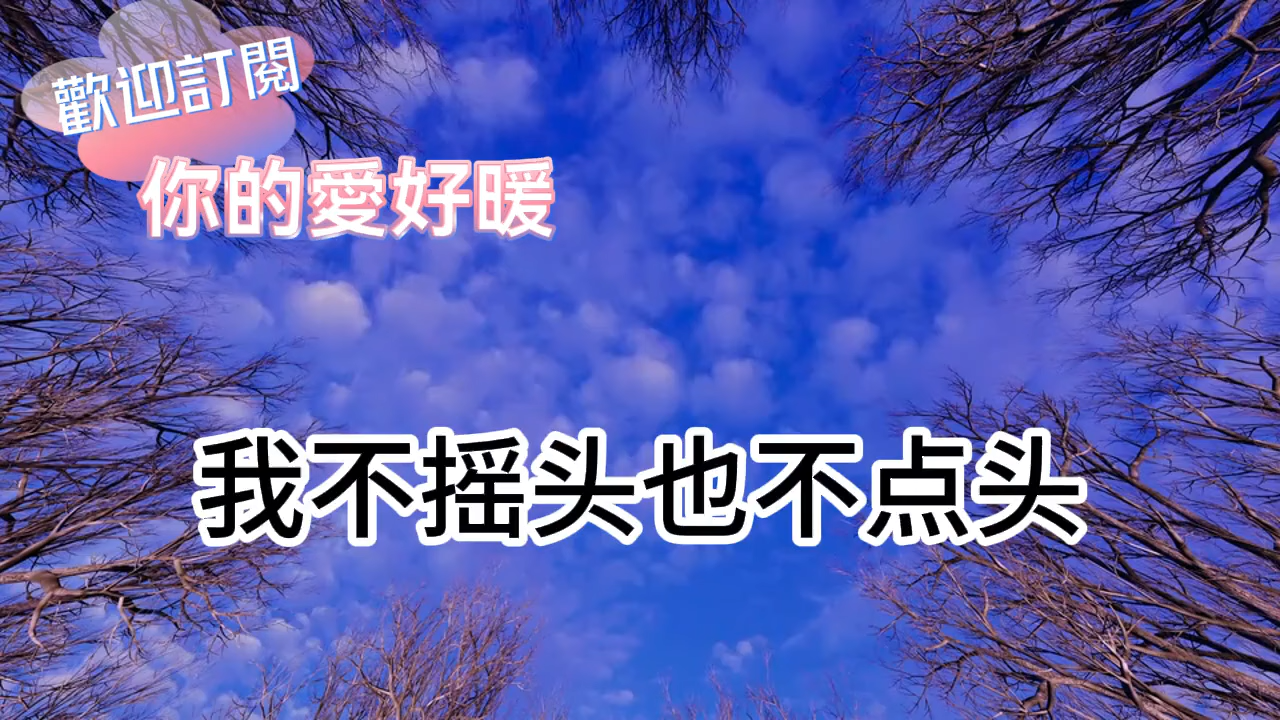 歡迎訂閱
你的愛好暖
我不摇头也不点头